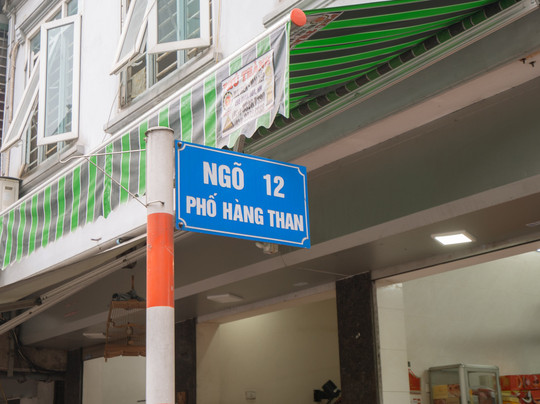 NGÕ 12
PHỐ HÀNG THAN